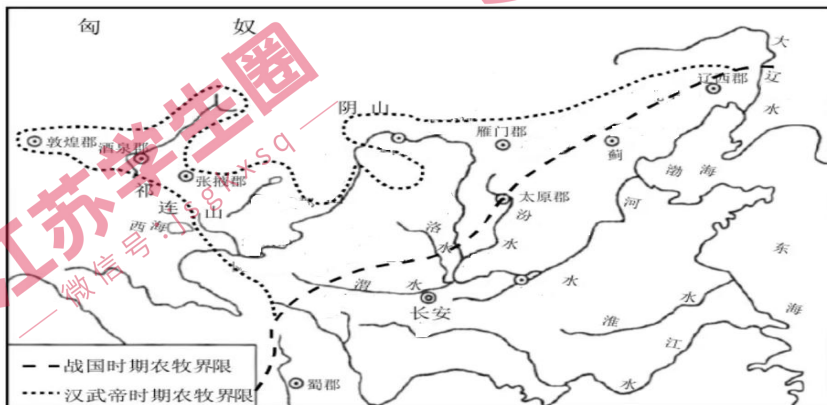 匈 奴
大
辽
水
辽西郡
阴 山
雁门郡
蓟
敦煌郡
酒泉郡
张掖郡
祁
连
山
西海
太原郡
汾
水
洛
水
渭 水
长安
河
水
渤 海
东
海
淮 水
江
水
蜀郡
战国时期农牧界限
汉武帝时期农牧界限
江苏学生圈
微信号:jsgkxsq